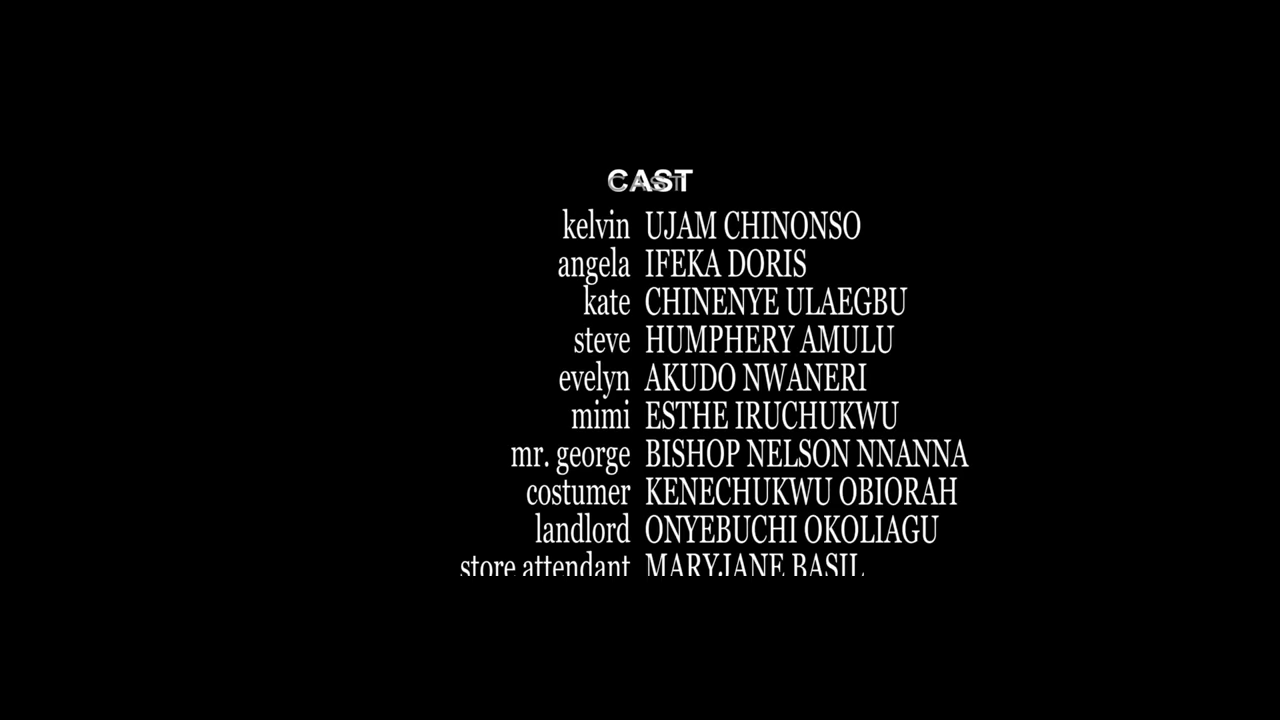 CAST
kelvin UJAM CHINONSO
angela IFEKA DORIS
kate CHINENYE ULAEGBU
steve HUMPHERY AMULU
evelyn AKUDO NWANERI
mimi ESTHE IRUCHUKWU
mr. george BISHOP NELSON NNANNA
costumer KENECHUKWU OBIORAH
landlord ONYEBUCHI OKOLIAGU
store attendant MARYJANE BASIL